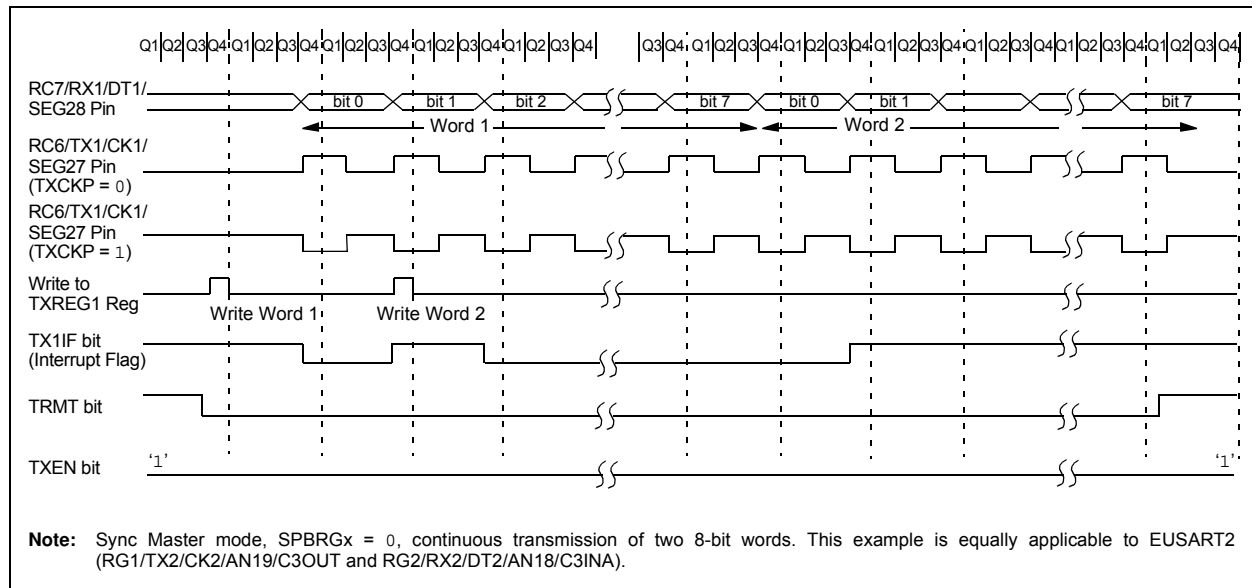 Q1 Q2 Q3 Q4 Q1 Q2 Q3 Q4 Q1 Q2 Q3 Q4 Q1 Q2 Q3 Q4 Q1 Q2 Q3 Q4 Q3 Q4 Q1 Q2 Q3 Q4 Q1 Q2 Q3 Q4 Q1 Q2 Q3 Q4 Q1 Q2 Q3 Q4 Q1 Q2 Q3 Q4 Q1 Q2 Q3 Q4
RC7/RX1/DT1/
SEG28 Pin
bit 0 bit 1 bit 2 bit 7 bit 0 bit 1 bit 7
Word 1 Word 2
RC6/TX1/CK1/
SEG27 Pin
(TXCKP = 0)
RC6/TX1/CK1/
SEG27 Pin
(TXCKP = 1)
Write to
TXREG1 Reg
Write Word 1 Write Word 2
TX1IF bit
(Interrupt Flag)
TRMT bit
TXEN bit
‘1’ ‘1’
Note: Sync Master mode, SPBRGx = 0, continuous transmission of two 8-bit words. This example is equally applicable to EUSART2
(RG1/TX2/CK2/AN19/C3OUT and RG2/RX2/DT2/AN18/C3INA).